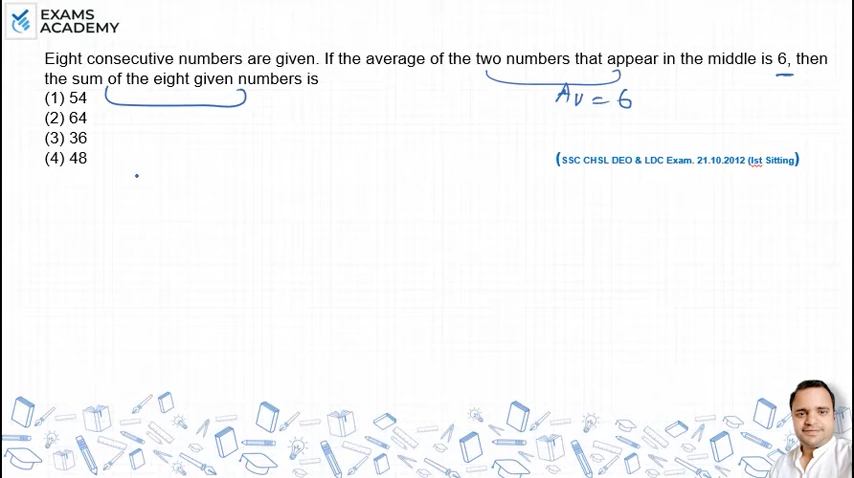 EXAMS
ACADEMY
Eight consecutive numbers are given. If the average of the two numbers that appear in the middle is 6, then
the sum of the eight given numbers is
Av = 6
(1) 54
(2) 64
(3) 36
(4) 48
(SSC CHSL DEO & LDC Exam. 21.10.2012 (Ist Sitting)